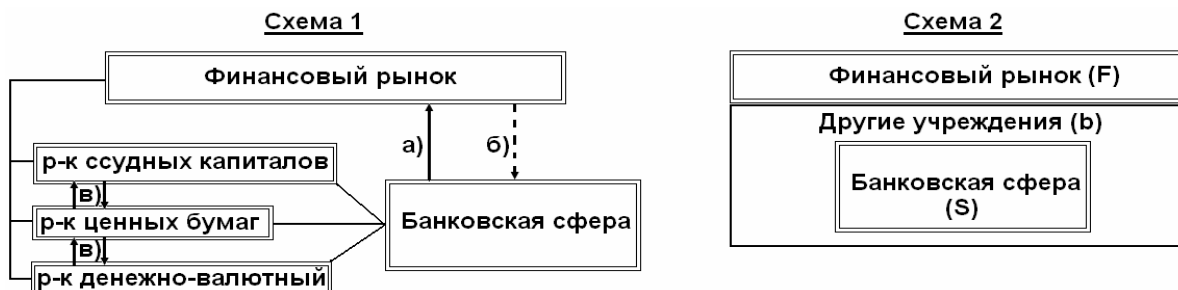 Схема 1
Финансовый рынок
а)
б)
р-к ссудных капиталов
в)
р-к ценных бумаг
в)
р-к денежно-валютный
Банковская сфера
Схема 2
Финансовый рынок (F)
Другие учреждения (b)
Банковская сфера
(S)